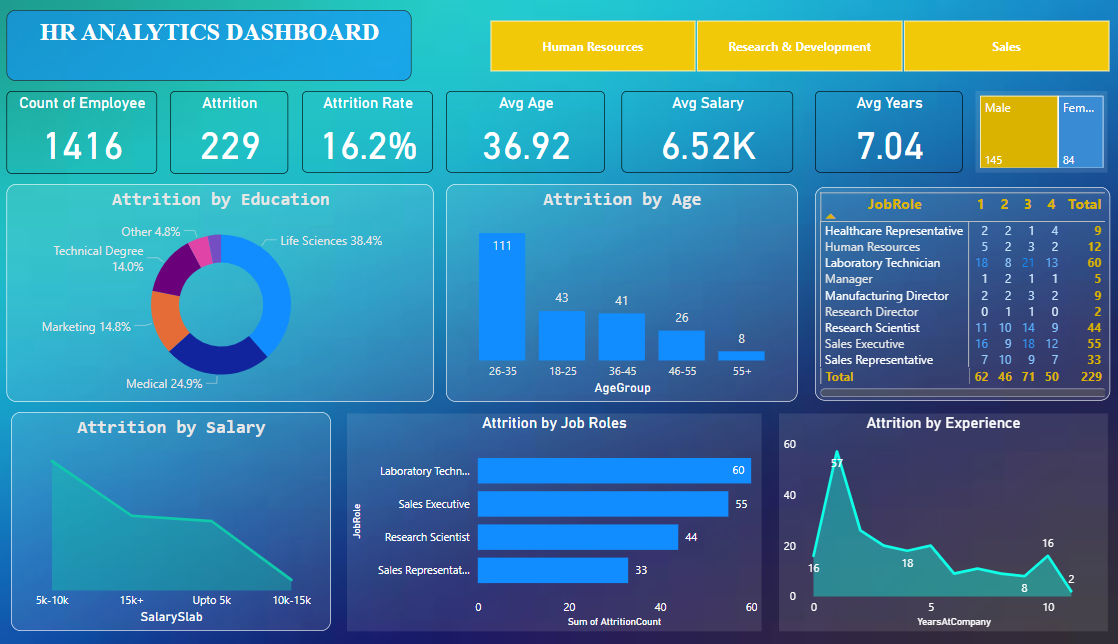 HR ANALYTICS DASHBOARD
Human Resources
Research & Development
Sales
Count of Employee
1416
Attrition
229
Attrition Rate
16.2%
Avg Age
36.92
Avg Salary
6.52K
Avg Years
7.04
Male
145
Fem...
84
Attrition by Education
Other 4.8%
Life Sciences 38.4%
Technical Degree
14.0%
Marketing 14.8%
Medical 24.9%
Attrition by Age
111
43
41
26
8
26-35 18-25 36-45 46-55 55+
AgeGroup
JobRole 1 2 3 4 Total
Healthcare Representative 2 2 1 4 9
Human Resources 5 2 3 2 12
Laboratory Technician 18 8 21 13 60
Manager 1 2 1 1 5
Manufacturing Director 2 2 3 2 9
Research Director 0 1 1 0 2
Research Scientist 11 10 14 9 44
Sales Executive 16 9 18 12 55
Sales Representative 7 10 9 7 33
Total 62 46 71 50 229
Attrition by Salary
5k-10k 15k+ Upto 5k 10k-15k
SalarySlab
Attrition by Job Roles
JobRole
Laboratory Techn... 60
Sales Executive 55
Research Scientist 44
Sales Representat... 33
0 20 40 60
Sum of AttritionCount
Attrition by Experience
60
40
20
0
57
16
18
8
16
2
0 5 10
YearsAtCompany